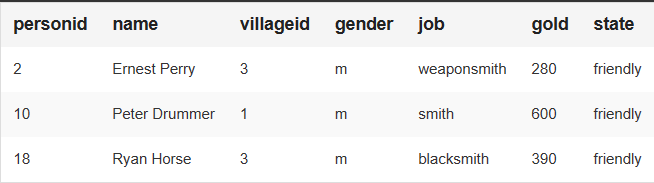 personid name villageid gender job gold state
2 Ernest Perry 3 m weaponsmith 280 friendly
10 Peter Drummer 1 m smith 600 friendly
18 Ryan Horse 3 m blacksmith 390 friendly